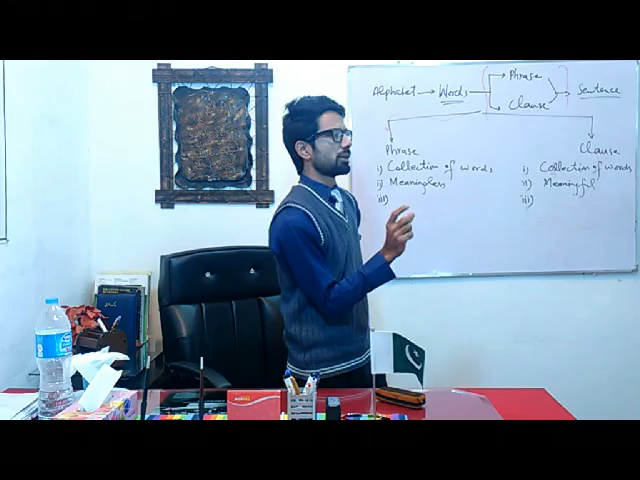 Phrase
Alphabet → Words → Sentence
Clause
Phrase
i) Collection of words
ii) Meaningless
iii)
Clause
i) Collection of words
ii) Meaningful
iii)